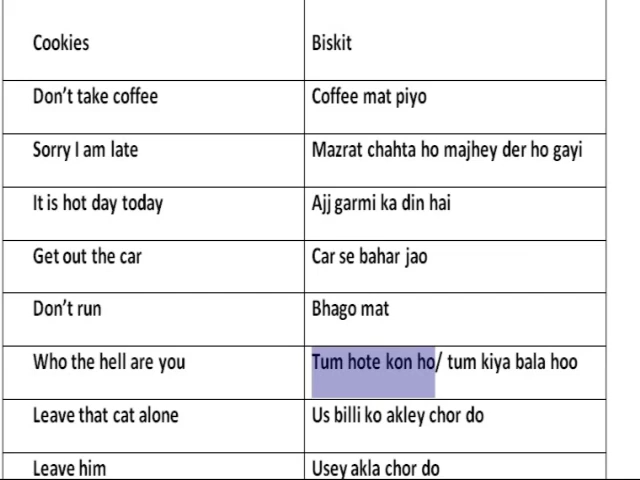 Cookies	Biskit
Don't take coffee	Coffee mat piyo
Sorry I am late	Mazrat chahta ho majhey der ho gayi
It is hot day today	Ajj garmi ka din hai
Get out the car	Car se bahar jao
Don't run	Bhago mat
Who the hell are you	Tum hote kon ho/ tum kiya bala hoo
Leave that cat alone	Us billi ko akley chor do
Leave him	Usey akla chor do